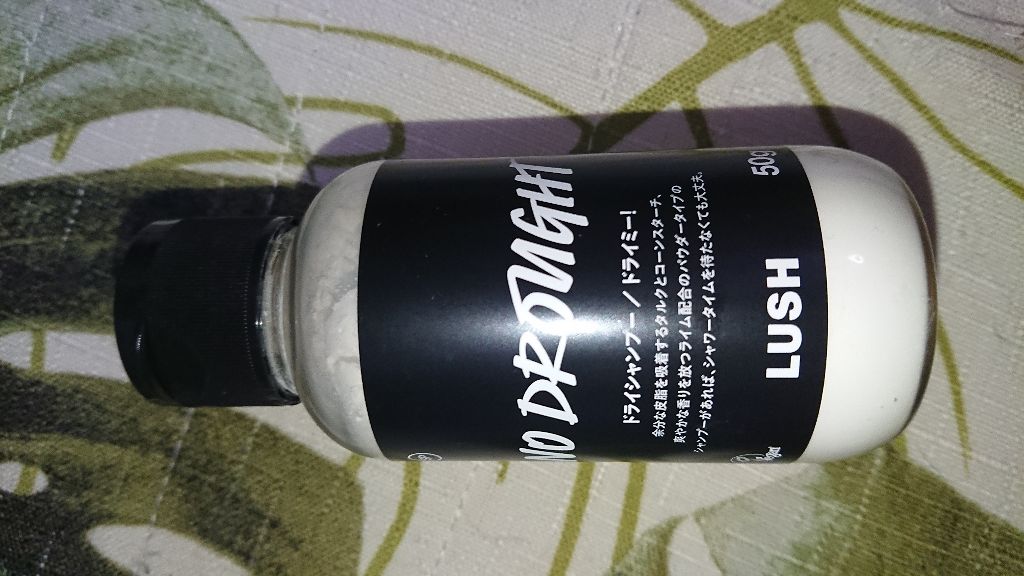 NO DROUGHT
ドライシャンプー / ドライミー!
余分な皮脂を吸着するタルクとコーンスターチ、
爽やかな香りを放つライム配合のパウダータイプの
シャンプーがあれば、シャワータイムを待たなくても大丈夫。
LUSH
50g